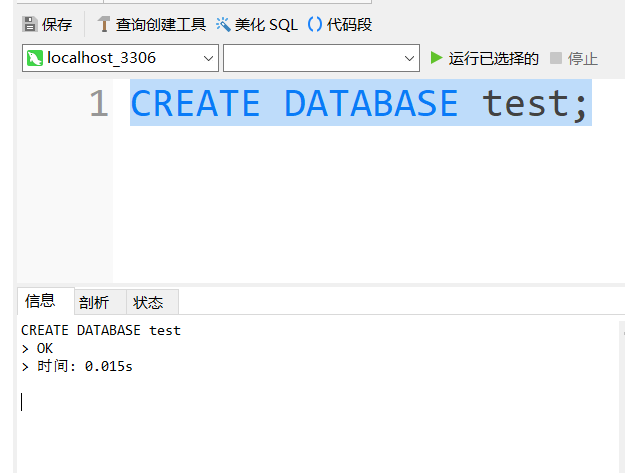 保存 查询创建工具 美化 SQL () 代码段
localhost_3306 运行已选择的 停止
1 CREATE DATABASE test;
信息 剖析 状态
CREATE DATABASE test
> OK
> 时间: 0.015s